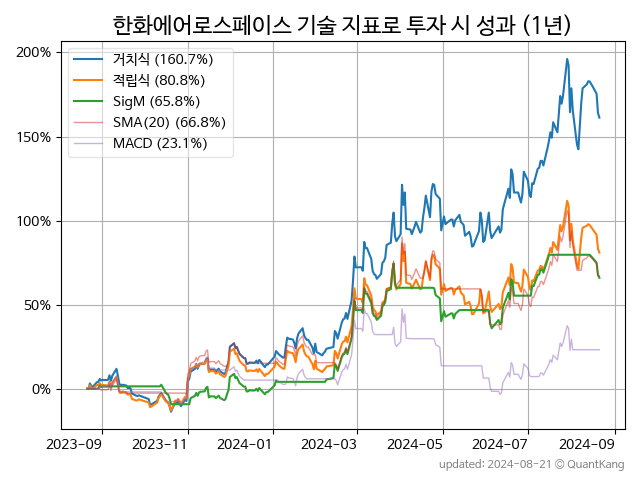 한화에어로스페이스 기술 지표로 투자 시 성과 (1년)
200%
150%
100%
50%
0%
거치식 (160.7%)
적립식 (80.8%)
SigM (65.8%)
SMA(20) (66.8%)
MACD (23.1%)
2023-09 2023-11 2024-01 2024-03 2024-05 2024-07 2024-09
updated: 2024-08-21 © QuantKang